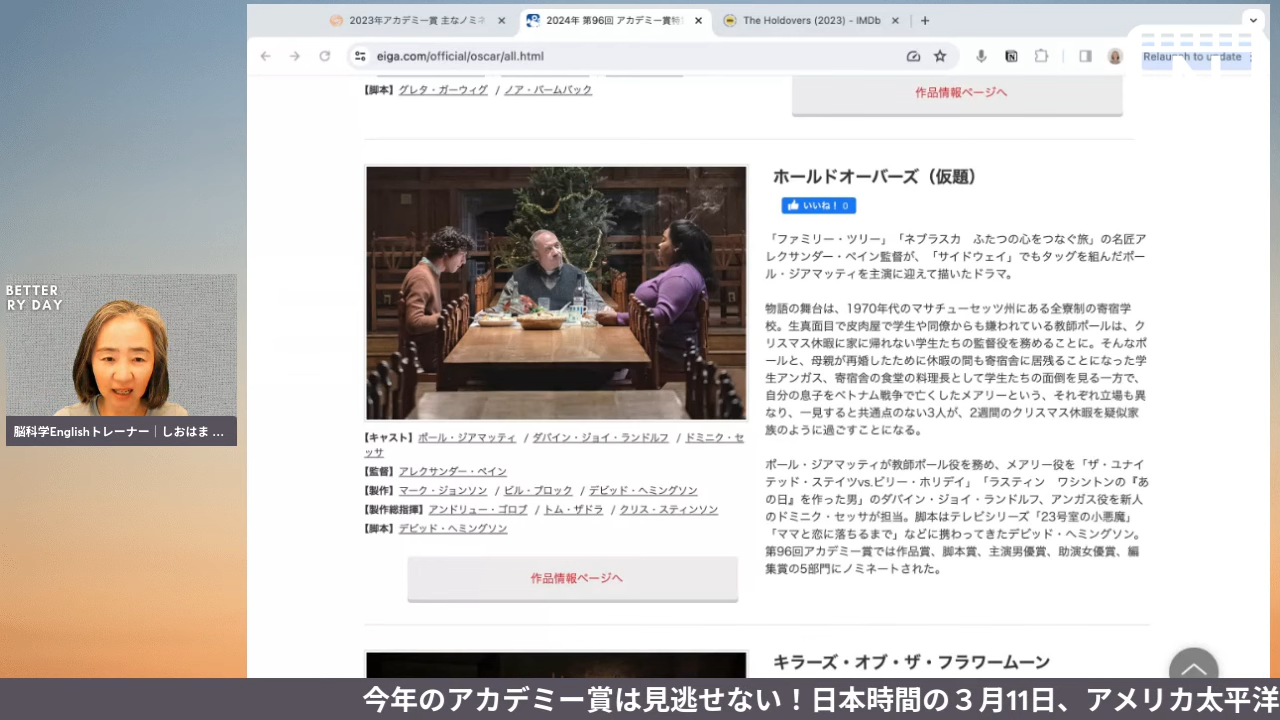 2023年アカデミー賞 主なノミネ
2024年 第96回 アカデミー賞特
The Holdovers (2023) - IMDb
eiga.com/official/oscar/all.html
Relaunch to update
【脚本】グレタ・ガーウィグ / ノア・バームバック
作品情報ページへ
ホールドオーバーズ（仮題）
いいね！ 0
「ファミリー・ツリー」「ネブラスカ　ふたつの心をつなぐ旅」の名匠ア
レクサンダー・ペイン監督が、「サイドウェイ」でもタッグを組んだポー
ル・ジアマッティを主演に迎えて描いたドラマ。
物語の舞台は、1970年代のマサチューセッツ州にある全寮制の寄宿学
校。生真面目で皮肉屋で学生や同僚からも嫌われている教師ポールは、ク
リスマス休暇に家に帰れない学生たちの監督役を務めることに。そんなポ
ールと、母親が再婚したために休暇の間も寄宿舎に居残ることになった学
生アンガス、寄宿舎の食堂の料理長として学生たちの面倒を見る一方で、
自分の息子をベトナム戦争で亡くしたメアリーという、それぞれ立場も異
なり、一見すると共通点のない3人が、2週間のクリスマス休暇を疑似家
族のように過ごすことになる。
ポール・ジアマッティが教師ポール役を務め、メアリー役を「ザ・ユナイ
テッド・ステイツvs.ビリー・ホリデイ」「ラスティン　ワシントンの『あ
の日』を作った男」のダバイン・ジョイ・ランドルフ、アンガス役を新人
のドミニク・セッサが担当。脚本はテレビシリーズ「23号室の小悪魔」
「ママと恋に落ちるまで」などに携わってきたデビッド・ヘミングソン。
第96回アカデミー賞では作品賞、脚本賞、主演男優賞、助演女優賞、編
集賞の5部門にノミネートされた。
【キャスト】ポール・ジアマッティ / ダバイン・ジョイ・ランドルフ / ドミニク・セ
ッサ
【監督】アレクサンダー・ペイン
【製作】マーク・ジョンソン / ビル・ブロック / デビッド・ヘミングソン
【製作総指揮】アンドリュー・ゴロブ / トム・ザドラ / クリス・スティンソン
【脚本】デビッド・ヘミングソン
作品情報ページへ
キラーズ・オブ・ザ・フラワームーン
BETTER
RY DAY
脳科学Englishトレーナー｜しおはま ...
今年のアカデミー賞は見逃せない！日本時間の３月11日、アメリカ太平洋